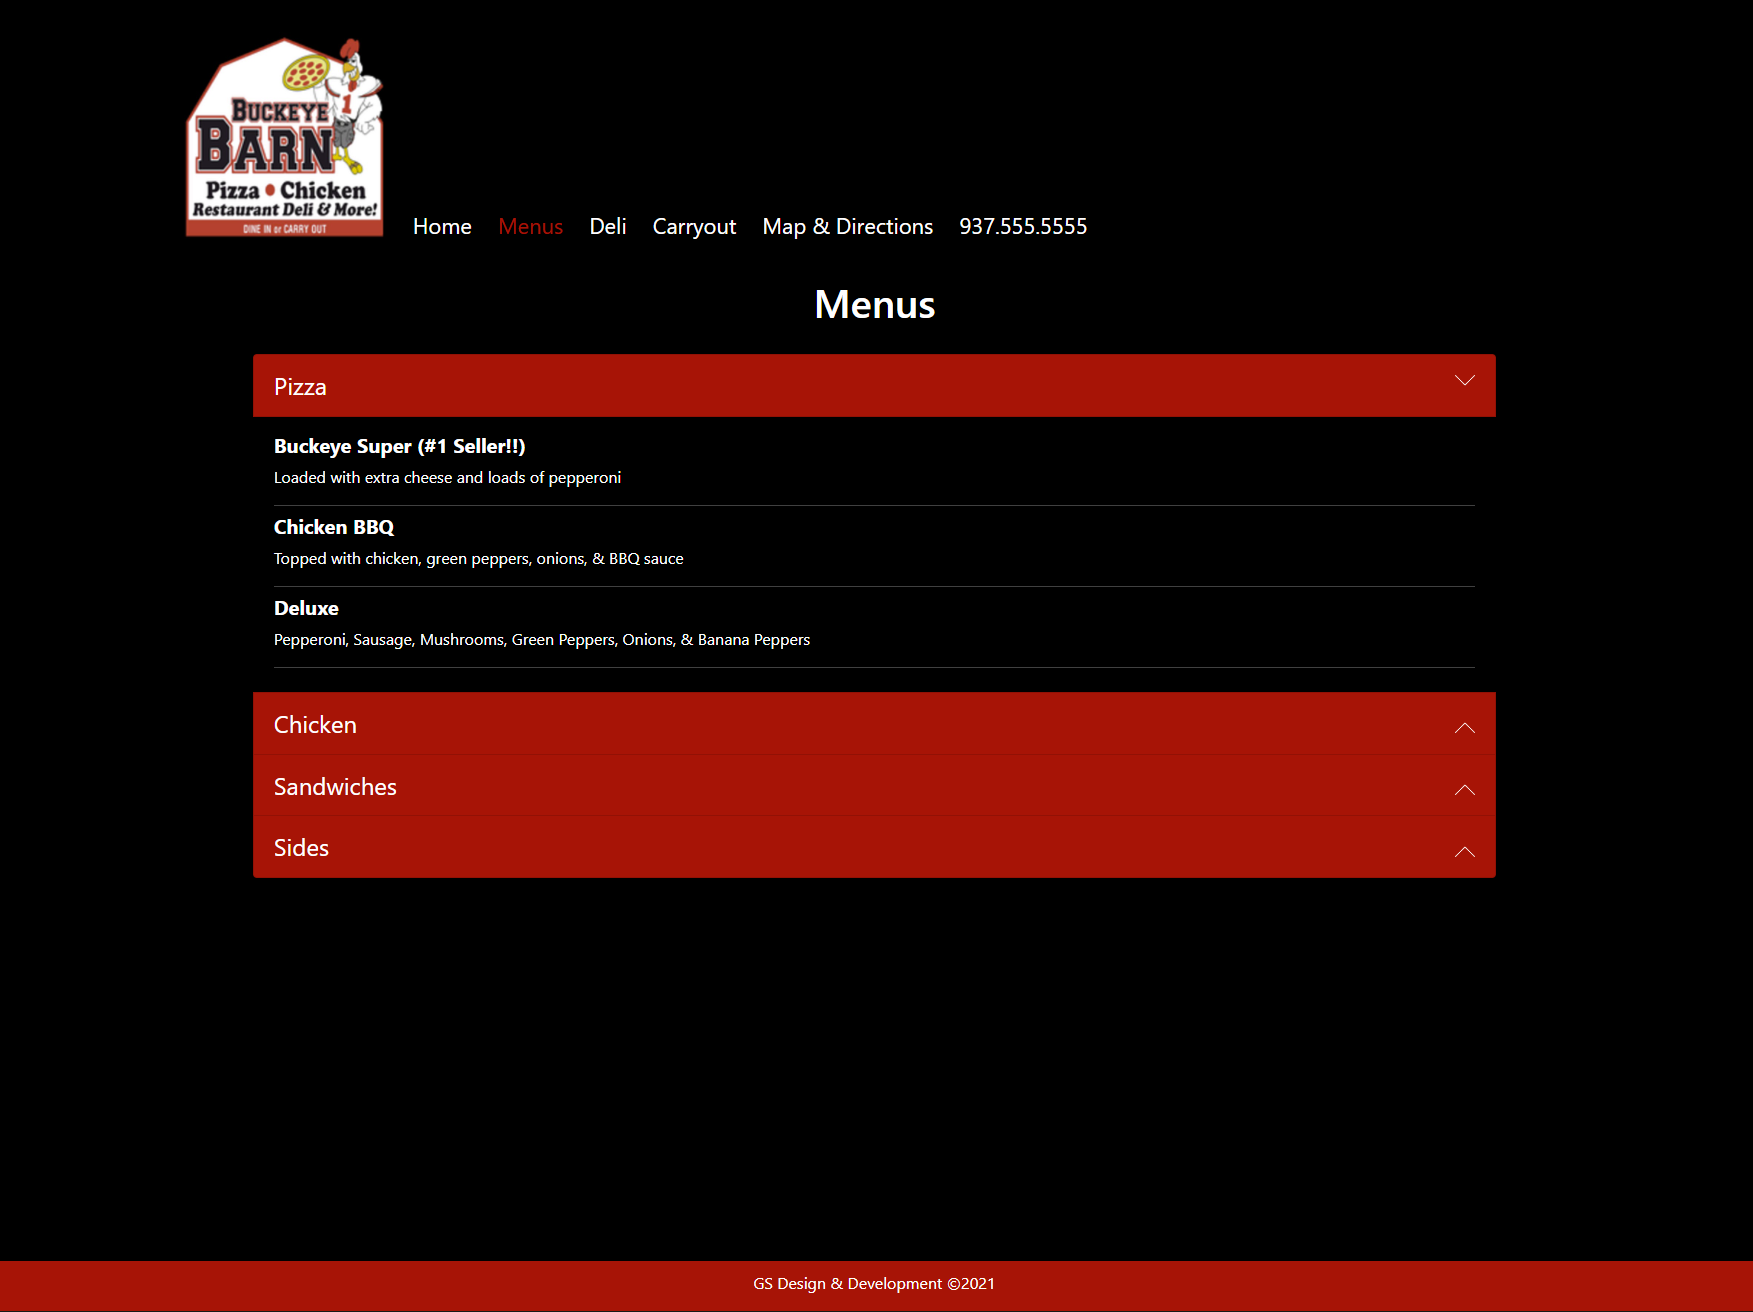 BUCKEYE
1
BARN
Pizza • Chicken
Restaurant Deli & More!
DINE IN or CARRY OUT
Home Menus Deli Carryout Map & Directions 937.555.5555
Menus
Pizza
Buckeye Super (#1 Seller!!)
Loaded with extra cheese and loads of pepperoni
Chicken BBQ
Topped with chicken, green peppers, onions, & BBQ sauce
Deluxe
Pepperoni, Sausage, Mushrooms, Green Peppers, Onions, & Banana Peppers
Chicken
Sandwiches
Sides
GS Design & Development ©2021